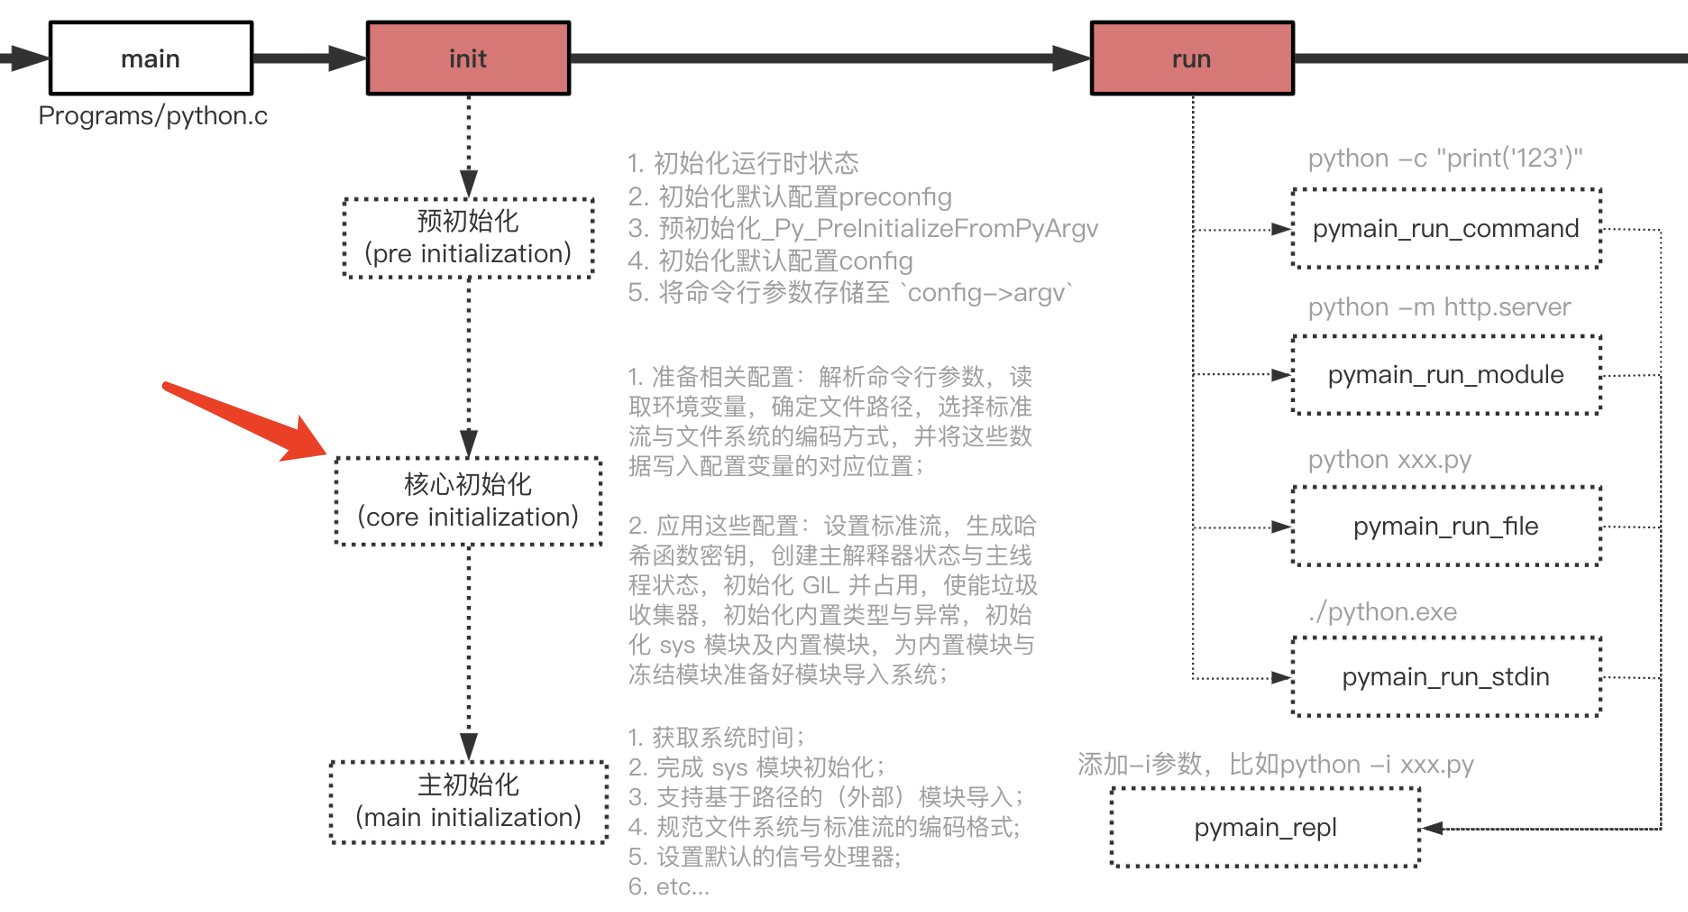 main
init
run
Programs/python.c
预初始化
(pre initialization)
1. 初始化运行时状态
2. 初始化默认配置preconfig
3. 预初始化_Py_PreInitializeFromPyArgv
4. 初始化默认配置config
5. 将命令行参数存储至 `config->argv`
核心初始化
(core initialization)
1. 准备相关配置：解析命令行参数，读
取环境变量，确定文件路径，选择标准
流与文件系统的编码方式，并将这些数
据写入配置变量的对应位置；
2. 应用这些配置：设置标准流，生成哈
希函数密钥，创建主解释器状态与主线
程状态，初始化 GIL 并占用，使能垃圾
收集器，初始化内置类型与异常，初始
化 sys 模块及内置模块，为内置模块与
冻结模块准备好模块导入系统；
主初始化
(main initialization)
1. 获取系统时间；
2. 完成 sys 模块初始化；
3. 支持基于路径的（外部）模块导入；
4. 规范文件系统与标准流的编码格式;
5. 设置默认的信号处理器;
6. etc...
python -c "print('123')"
pymain_run_command
python -m http.server
pymain_run_module
python xxx.py
pymain_run_file
./python.exe
pymain_run_stdin
添加-i参数，比如python -i xxx.py
pymain_repl